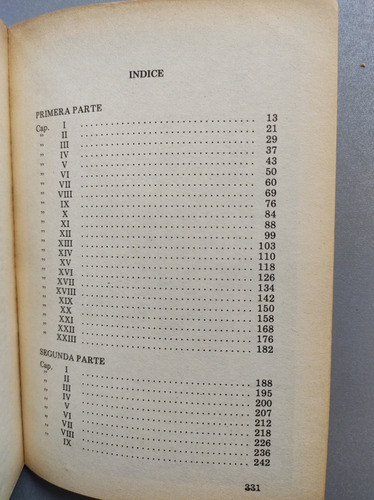 INDICE
PRIMERA PARTE
Cap. I ........ 13
" II ........ 21
" III ........ 29
" IV ........ 37
" V ........ 43
" VI ........ 50
" VII ........ 60
" VIII ........ 69
" IX ........ 76
" X ........ 84
" XI ........ 88
" XII ........ 99
" XIII ........ 103
" XIV ........ 110
" XV ........ 118
" XVI ........ 126
" XVII ........ 134
" XVIII ........ 142
" XIX ........ 150
" XX ........ 158
" XXI ........ 168
" XXII ........ 176
" XXIII ........ 182
SEGUNDA PARTE
Cap. I ........ 188
" II ........ 195
" III ........ 200
" IV ........ 207
" V ........ 212
" VI ........ 218
" VII ........ 226
" VIII ........ 236
" IX ........ 242
331